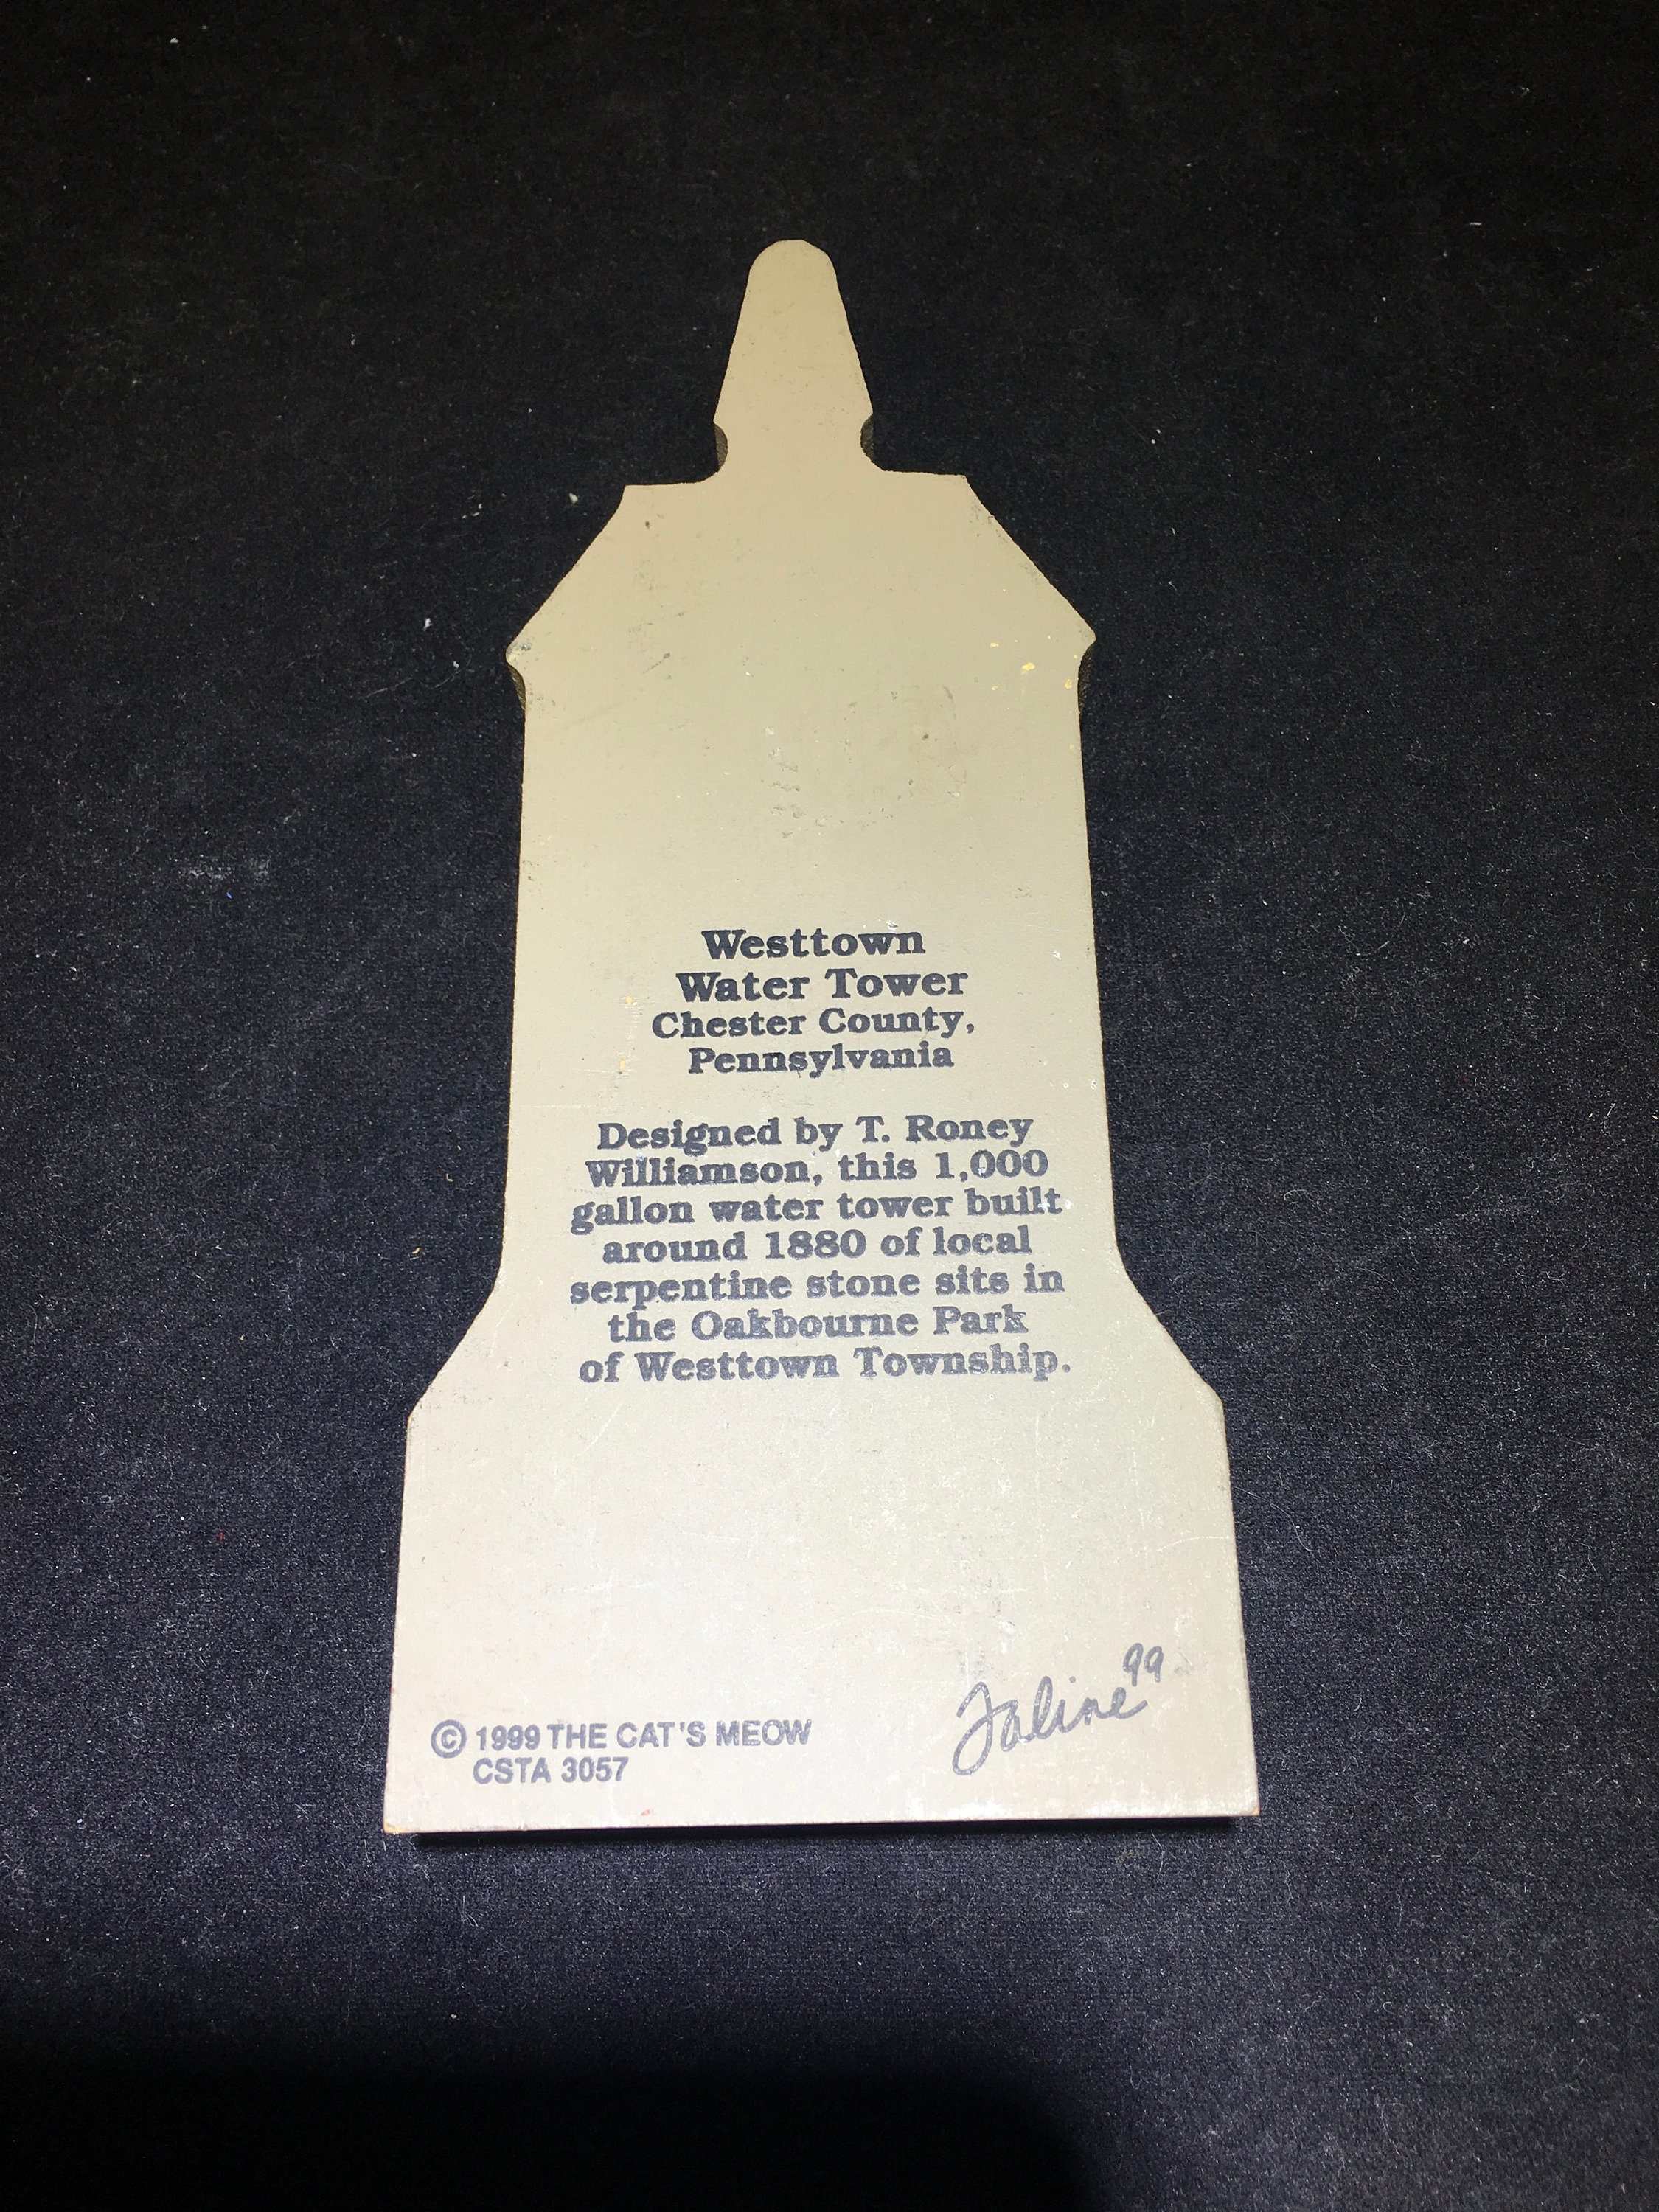 Westtown
Water Tower
Chester County,
Pennsylvania
Designed by T. Roney
Williamson, this 1,000
gallon water tower built
around 1880 of local
serpentine stone sits in
the Oakbourne Park
of Westtown Township.
Jaline 99
© 1999 THE CAT'S MEOW
CSTA 3057